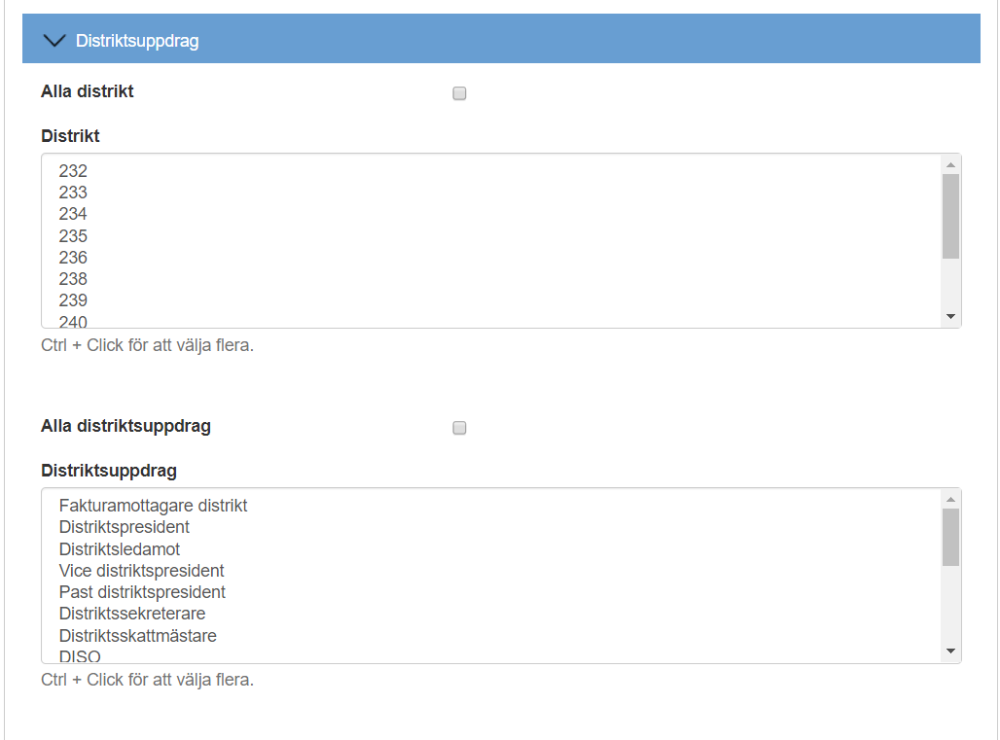 Distriktsuppdrag
Alla distrikt
Distrikt
232
233
234
235
236
238
239
240
Ctrl + Click för att välja flera.
Alla distriktsuppdrag
Distriktsuppdrag
Fakturamottagare distrikt
Distriktspresident
Distriktsledamot
Vice distriktspresident
Past distriktspresident
Distriktssekreterare
Distriktsskattmästare
DISO
Ctrl + Click för att välja flera.